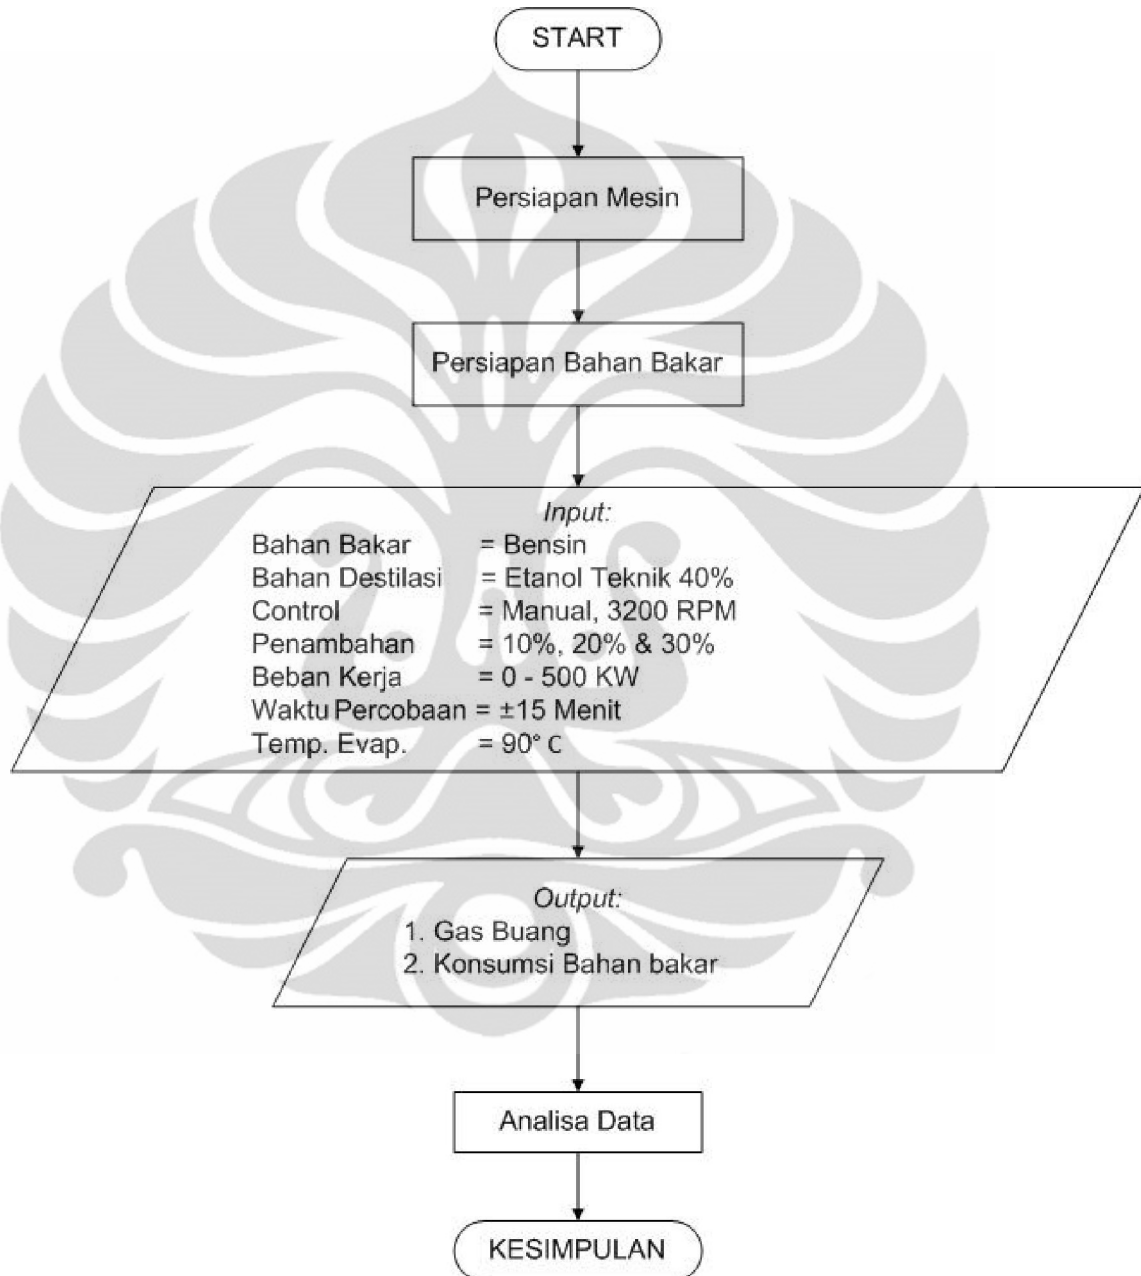 START
Persiapan Mesin
Persiapan Bahan Bakar
Input:
Bahan Bakar = Bensin
Bahan Destilasi = Etanol Teknik 40%
Control = Manual, 3200 RPM
Penambahan = 10%, 20% & 30%
Beban Kerja = 0 - 500 KW
Waktu Percobaan = ±15 Menit
Temp. Evap. = 90° C
Output:
1. Gas Buang
2. Konsumsi Bahan bakar
Analisa Data
KESIMPULAN